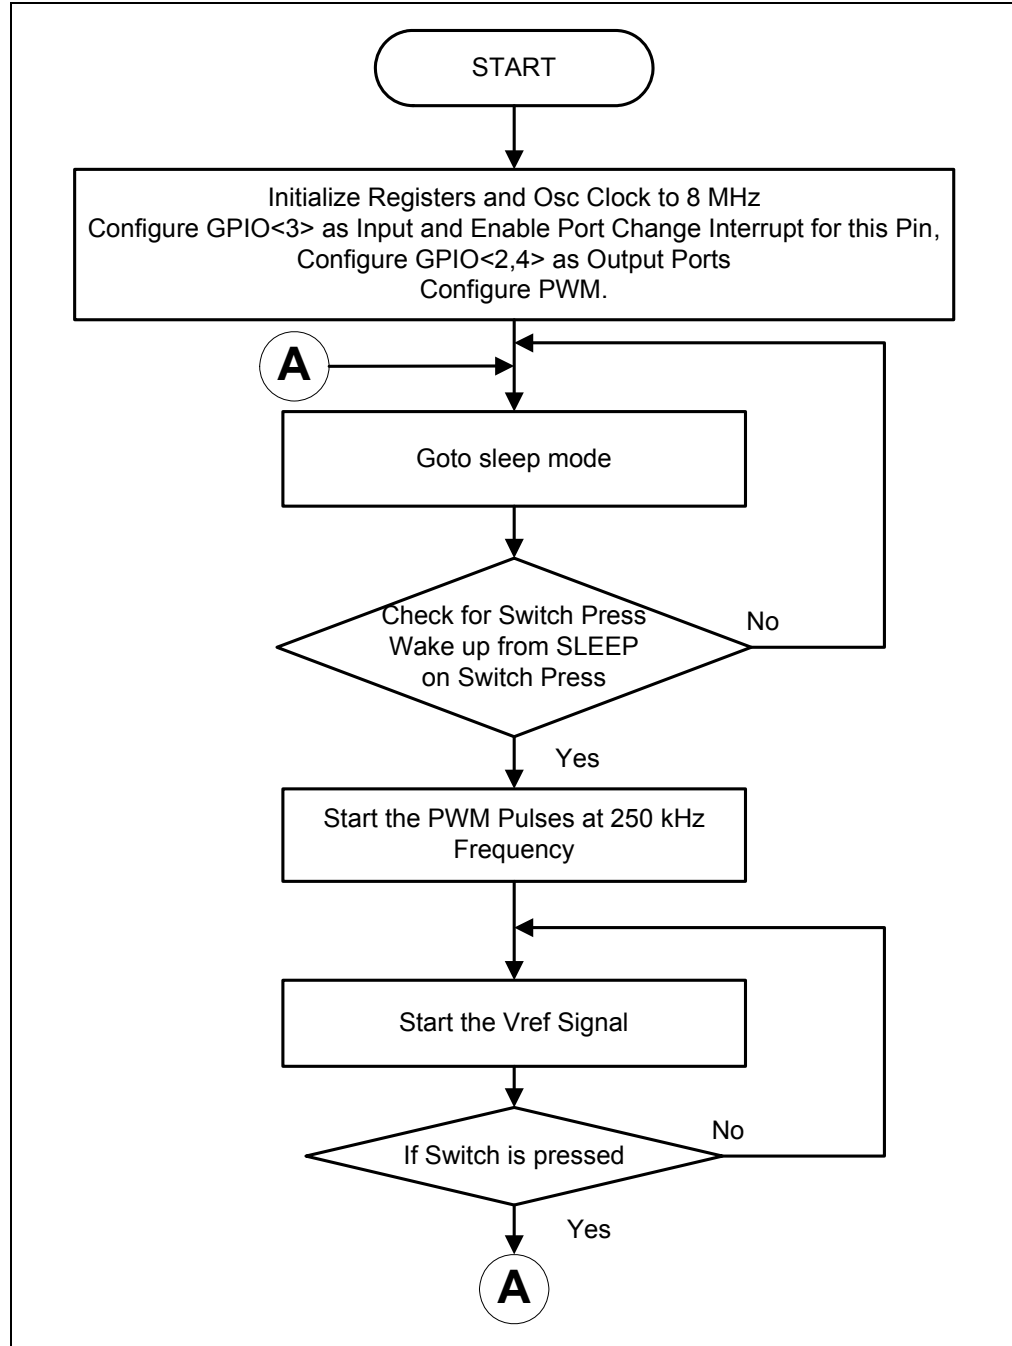 START
Initialize Registers and Osc Clock to 8 MHz
Configure GPIO<3> as Input and Enable Port Change Interrupt for this Pin,
Configure GPIO<2,4> as Output Ports
Configure PWM.
A
Goto sleep mode
Check for Switch Press
Wake up from SLEEP
on Switch Press
No
Yes
Start the PWM Pulses at 250 kHz
Frequency
Start the Vref Signal
If Switch is pressed
No
Yes
A